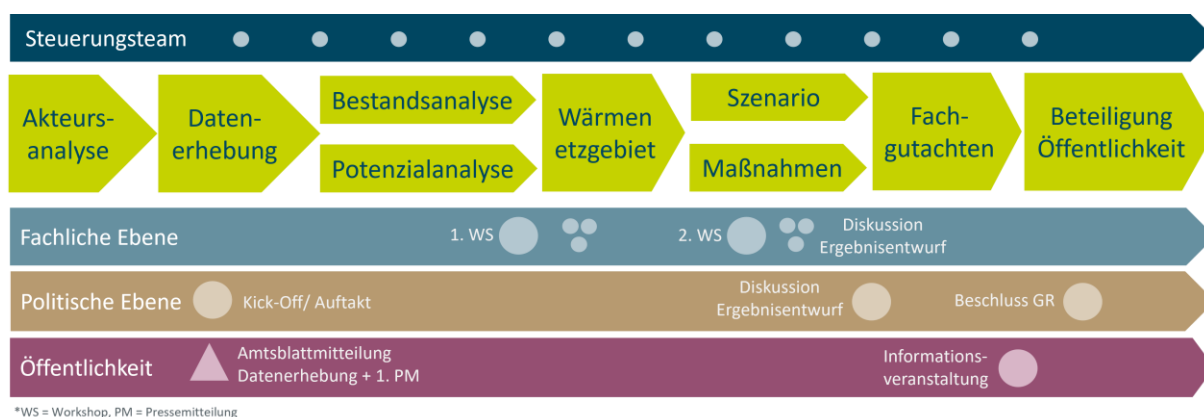 Steuerungsteam
Akteurs-
analyse
Daten-
erhebung
Bestandsanalyse
Potenzialanalyse
Wärmen
etzgebiet
Szenario
Maßnahmen
Fach-
gutachten
Beteiligung
Öffentlichkeit
Fachliche Ebene
1. WS
2. WS
Diskussion
Ergebnisentwurf
Politische Ebene
Kick-Off/ Auftakt
Diskussion
Ergebnisentwurf
Beschluss GR
Öffentlichkeit
Amtsblattmitteilung
Datenerhebung + 1. PM
Informations-
veranstaltung
*WS = Workshop, PM = Pressemitteilung